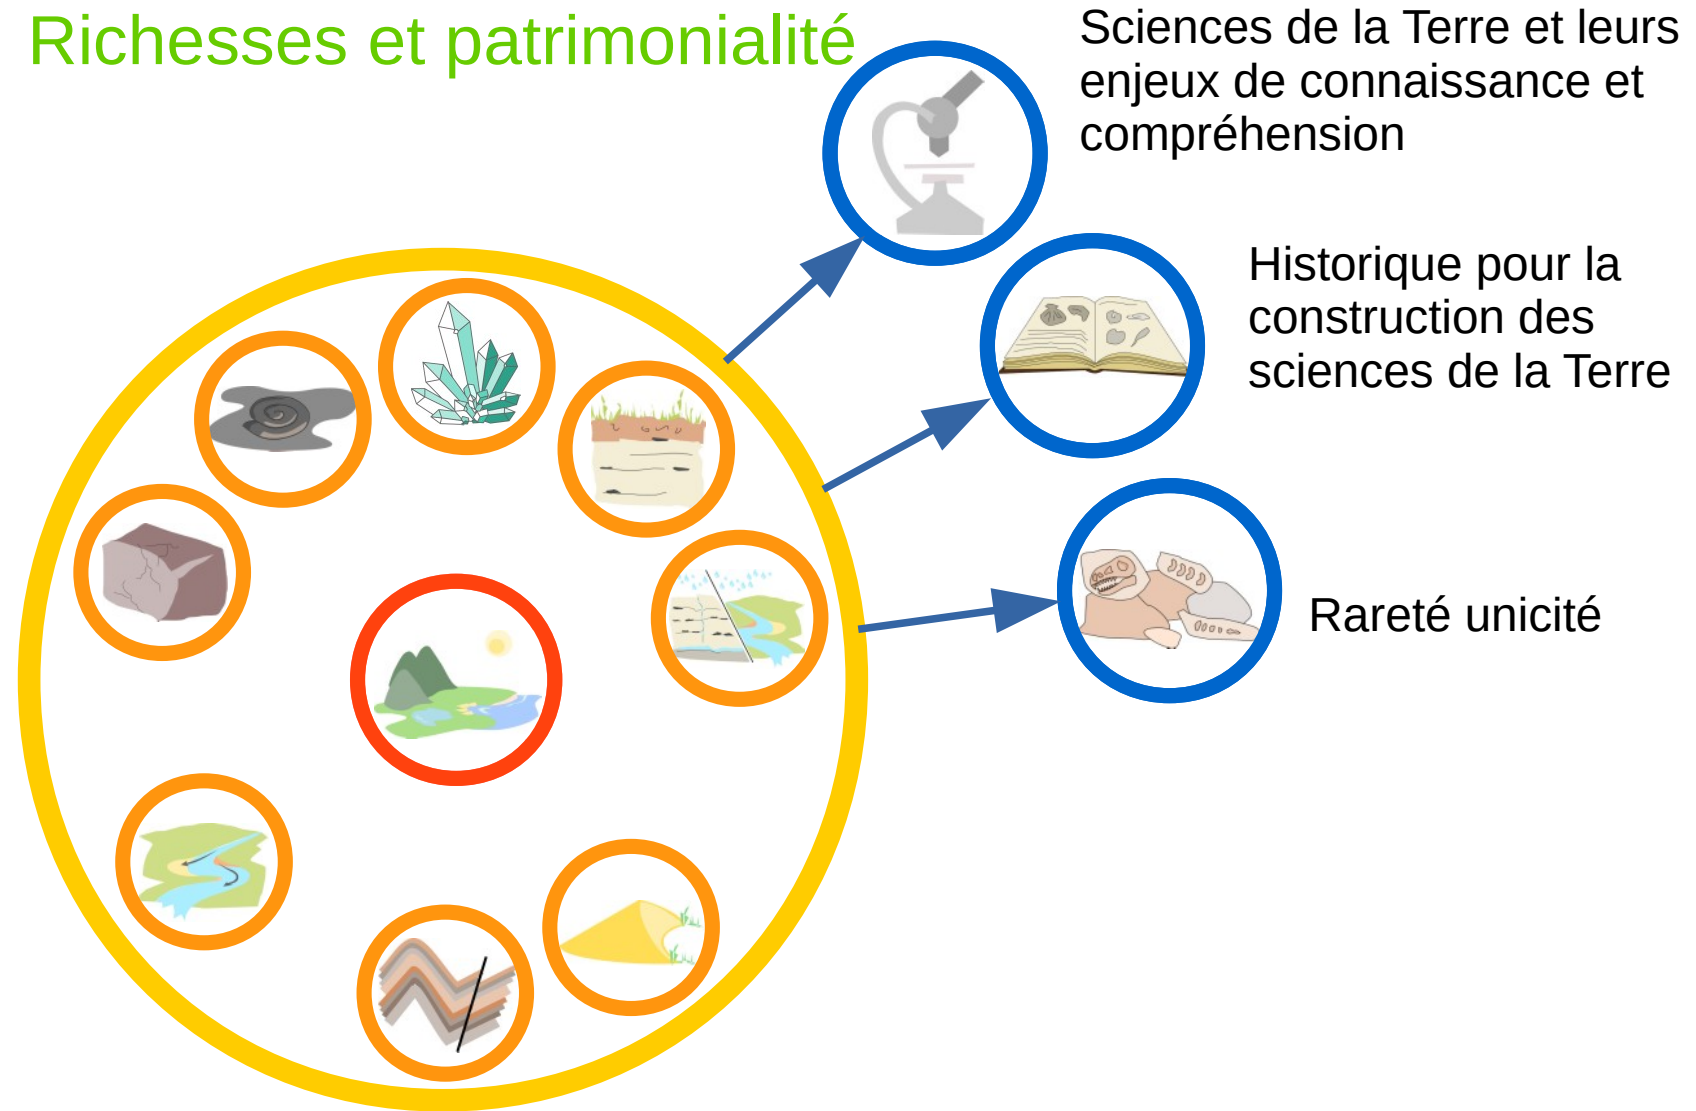 Richesses et patrimonialité
Sciences de la Terre et leurs
enjeux de connaissance et
compréhension
Historique pour la
construction des
sciences de la Terre
Rareté unicité